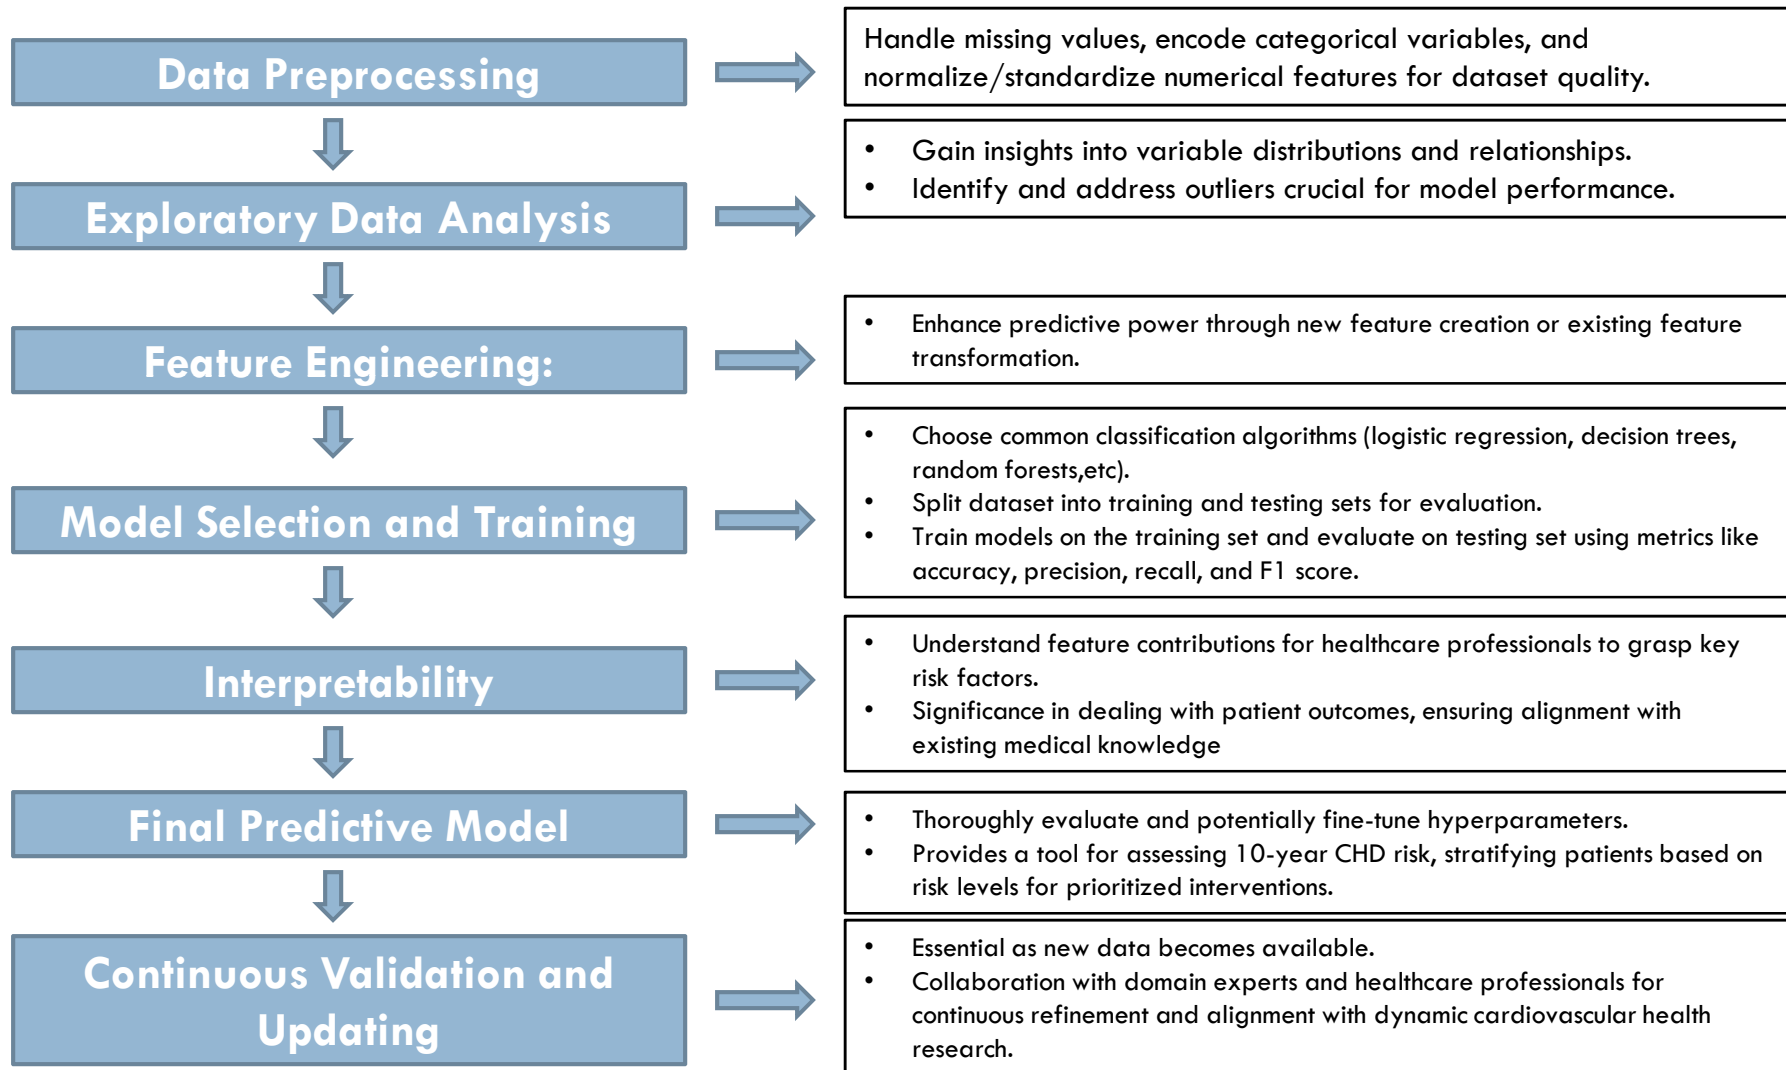 Data Preprocessing
Handle missing values, encode categorical variables, and
normalize/standardize numerical features for dataset quality.
Exploratory Data Analysis
• Gain insights into variable distributions and relationships.
• Identify and address outliers crucial for model performance.
Feature Engineering:
• Enhance predictive power through new feature creation or existing feature
transformation.
Model Selection and Training
• Choose common classification algorithms (logistic regression, decision trees,
random forests,etc).
• Split dataset into training and testing sets for evaluation.
• Train models on the training set and evaluate on testing set using metrics like
accuracy, precision, recall, and F1 score.
Interpretability
• Understand feature contributions for healthcare professionals to grasp key
risk factors.
• Significance in dealing with patient outcomes, ensuring alignment with
existing medical knowledge
Final Predictive Model
• Thoroughly evaluate and potentially fine-tune hyperparameters.
• Provides a tool for assessing 10-year CHD risk, stratifying patients based on
risk levels for prioritized interventions.
Continuous Validation and
Updating
• Essential as new data becomes available.
• Collaboration with domain experts and healthcare professionals for
continuous refinement and alignment with dynamic cardiovascular health
research.